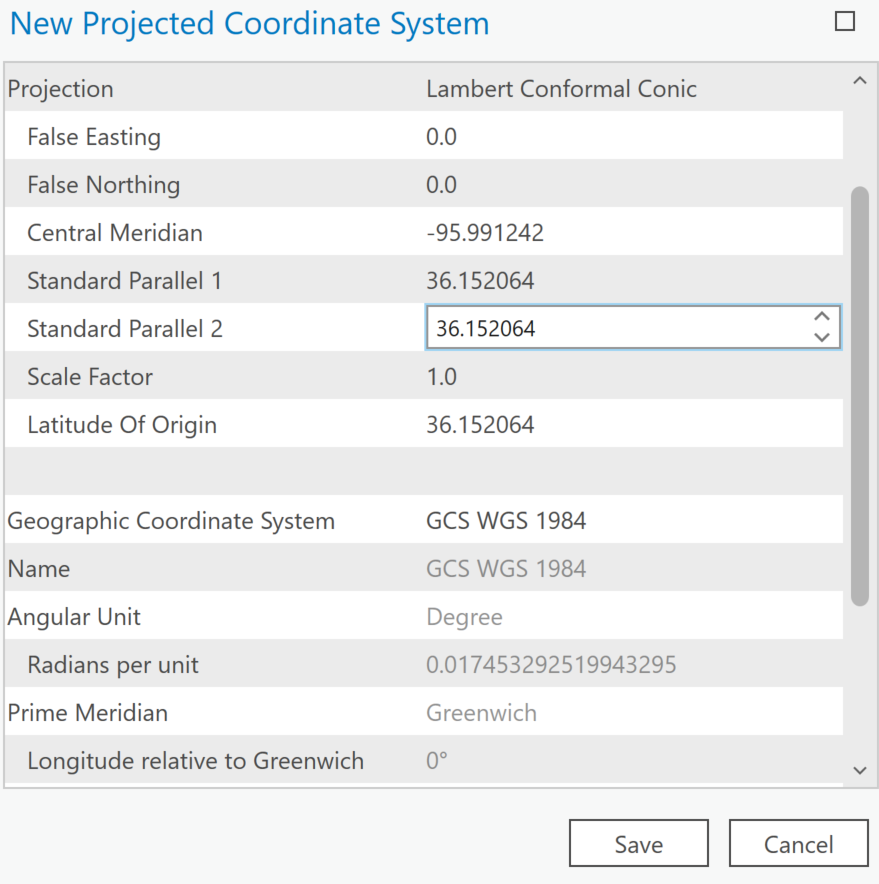 New Projected Coordinate System
Projection Lambert Conformal Conic
False Easting 0.0
False Northing 0.0
Central Meridian -95.991242
Standard Parallel 1 36.152064
Standard Parallel 2 36.152064
Scale Factor 1.0
Latitude Of Origin 36.152064
Geographic Coordinate System GCS WGS 1984
Name GCS WGS 1984
Angular Unit Degree
Radians per unit 0.017453292519943295
Prime Meridian Greenwich
Longitude relative to Greenwich 0°
Save Cancel